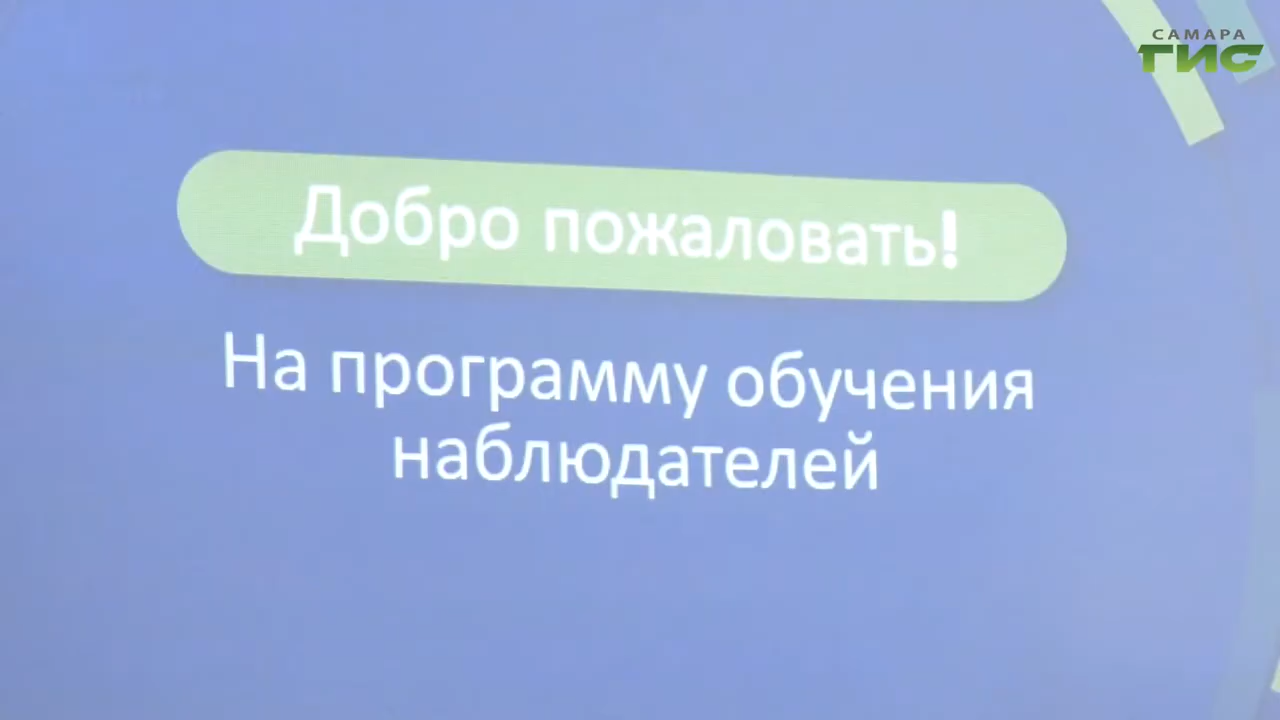 САМАРА
ГИС
Добро пожаловать!
На программу обучения
наблюдателей